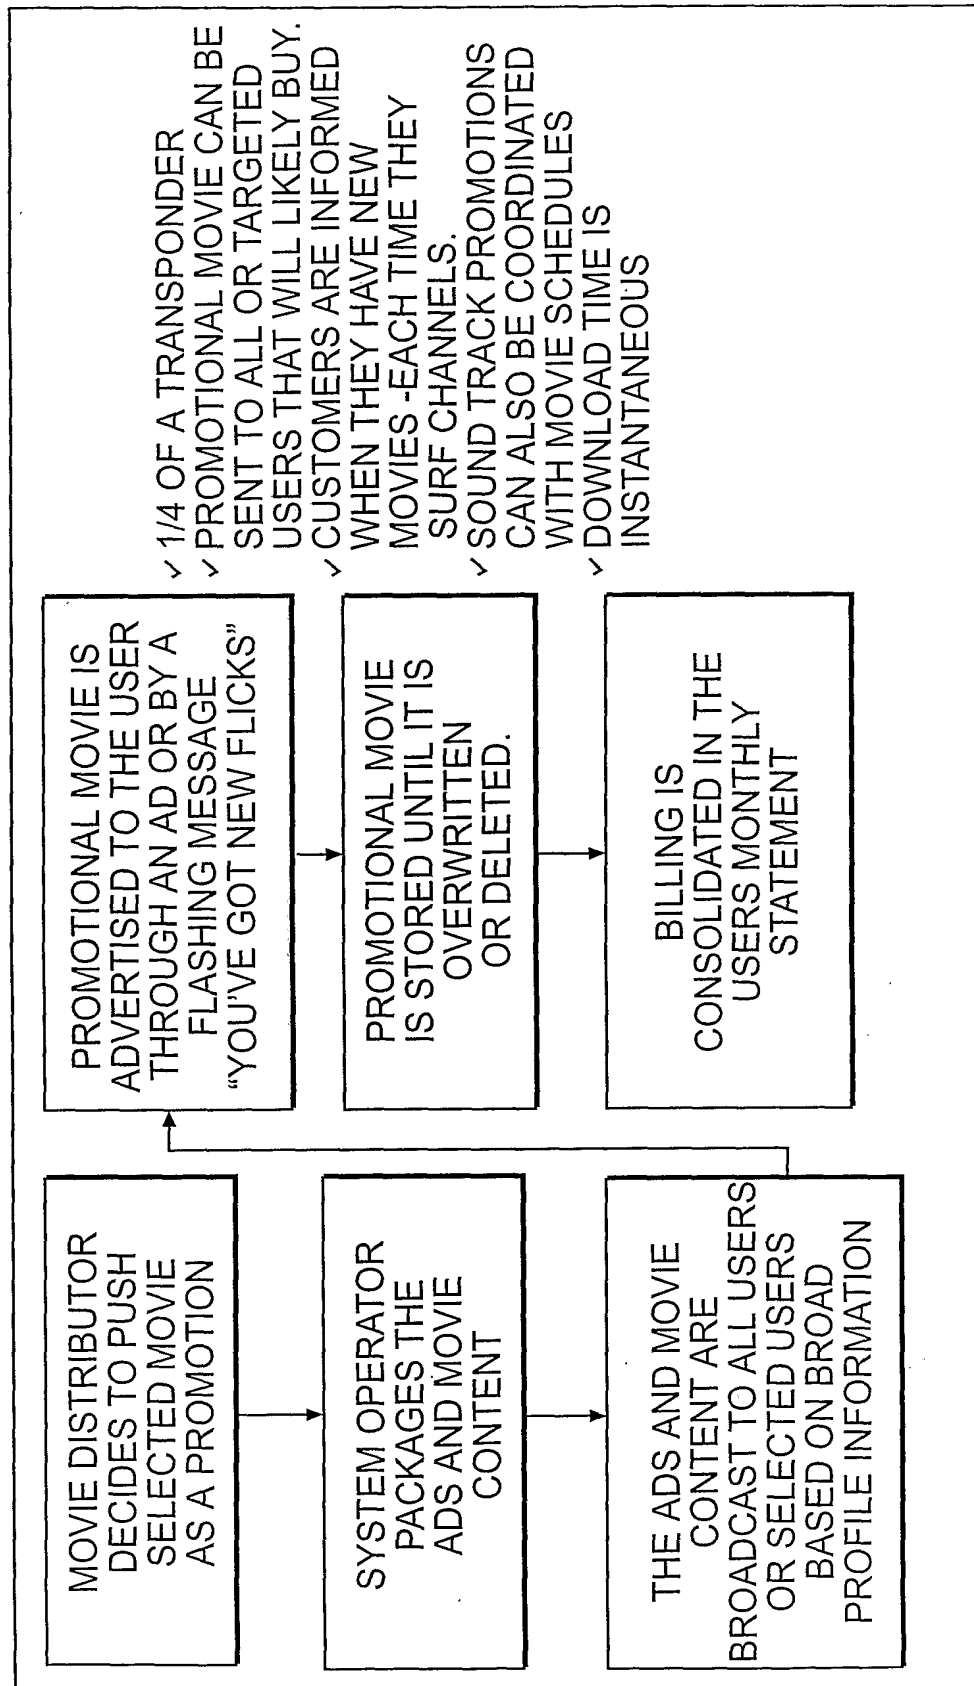 MOVIE DISTRIBUTOR
DECIDES TO PUSH
SELECTED MOVIE
AS A PROMOTION
SYSTEM OPERATOR
PACKAGES THE
ADS AND MOVIE
CONTENT
THE ADS AND MOVIE
CONTENT ARE
BROADCAST TO ALL USERS
OR SELECTED USERS
BASED ON BROAD
PROFILE INFORMATION
PROMOTIONAL MOVIE IS
ADVERTISED TO THE USER
THROUGH AN AD OR BY A
FLASHING MESSAGE
“YOU’VE GOT NEW FLICKS”
PROMOTIONAL MOVIE
IS STORED UNTIL IT IS
OVERWRITTEN
OR DELETED.
BILLING IS
CONSOLIDATED IN THE
USERS MONTHLY
STATEMENT
✓ 1/4 OF A TRANSPONDER
✓ PROMOTIONAL MOVIE CAN BE
SENT TO ALL OR TARGETED
USERS THAT WILL LIKELY BUY.
✓ CUSTOMERS ARE INFORMED
WHEN THEY HAVE NEW
MOVIES -EACH TIME THEY
SURF CHANNELS.
✓ SOUND TRACK PROMOTIONS
CAN ALSO BE COORDINATED
WITH MOVIE SCHEDULES
✓ DOWNLOAD TIME IS
INSTANTANEOUS